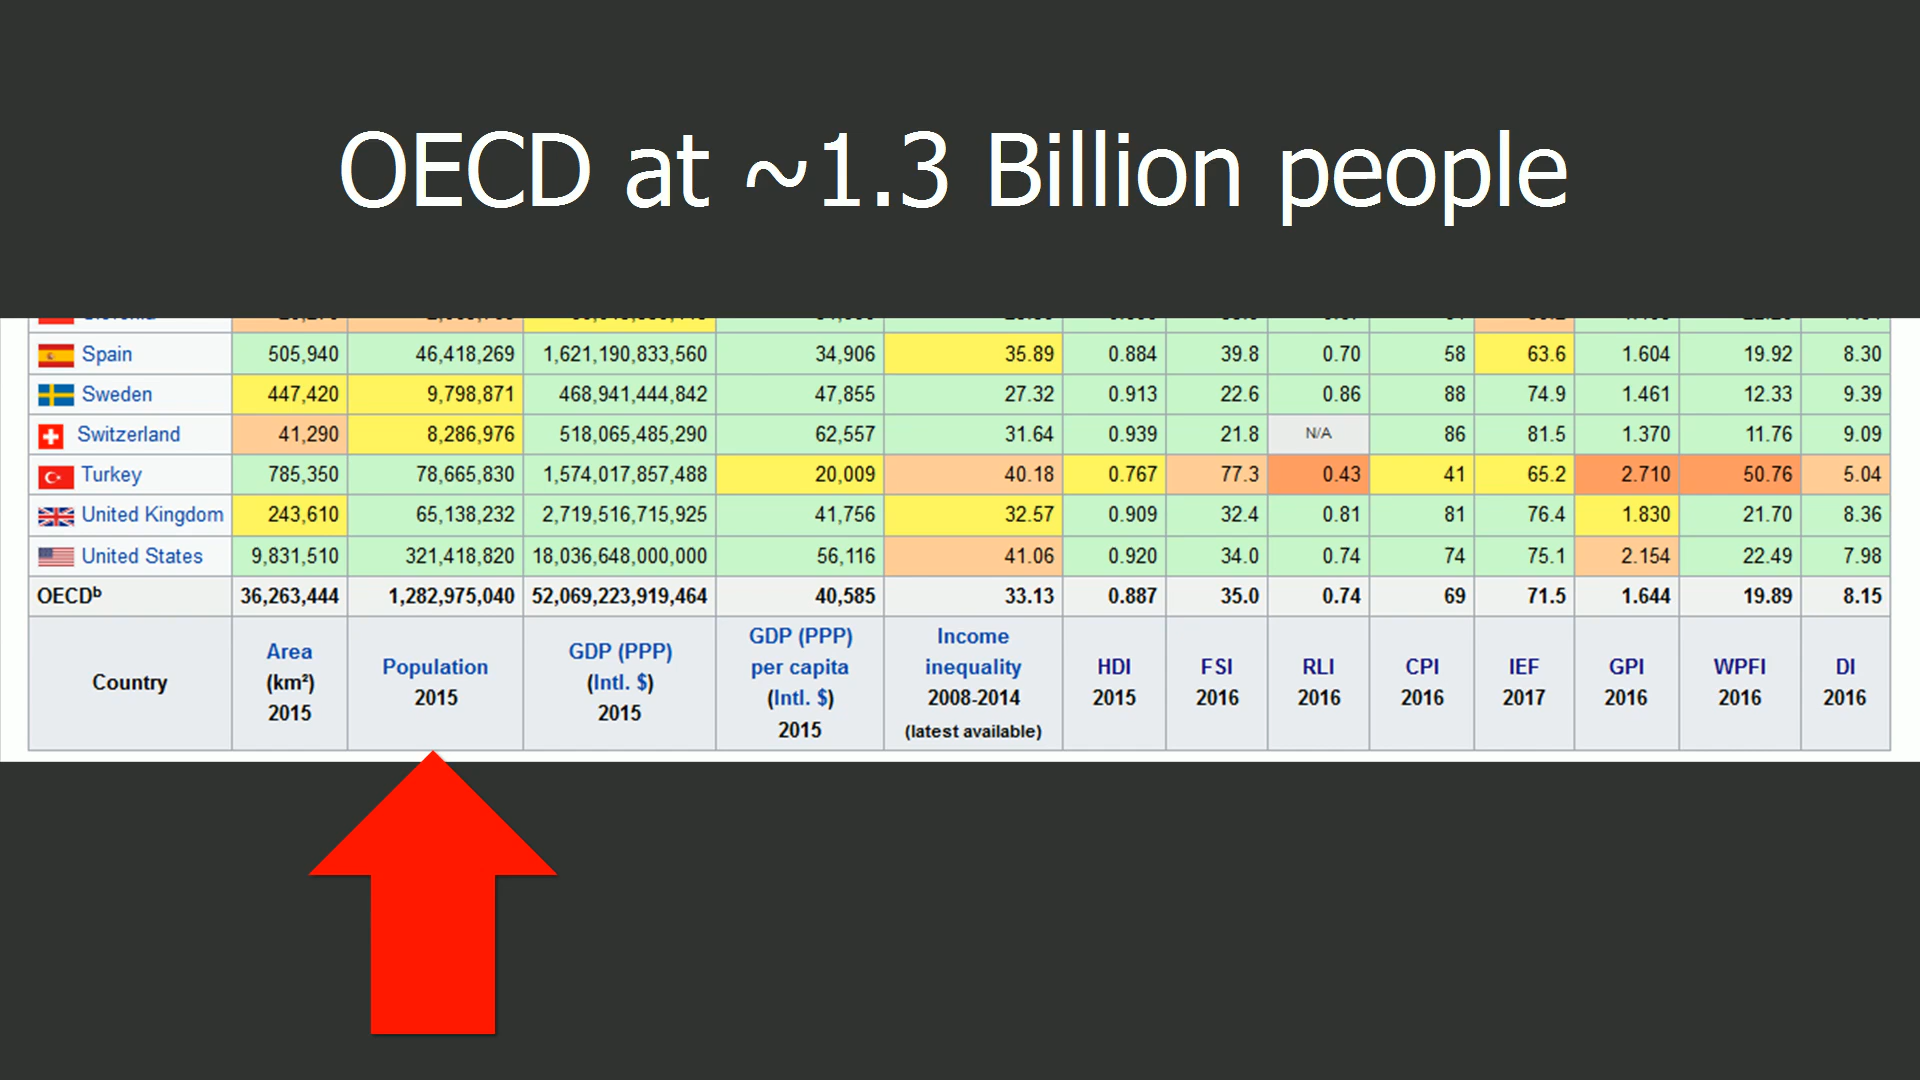 OECD at ~1.3 Billion people
Spain 505,940 46,418,269 1,621,190,833,560 34,906 35.89 0.884 39.8 0.70 58 63.6 1.604 19.92 8.30
Sweden 447,420 9,798,871 468,941,444,842 47,855 27.32 0.913 22.6 0.86 88 74.9 1.461 12.33 9.39
Switzerland 41,290 8,286,976 518,065,485,290 62,557 31.64 0.939 21.8 N/A 86 81.5 1.370 11.76 9.09
Turkey 785,350 78,665,830 1,574,017,857,488 20,009 40.18 0.767 77.3 0.43 41 65.2 2.710 50.76 5.04
United Kingdom 243,610 65,138,232 2,719,516,715,925 41,756 32.57 0.909 32.4 0.81 81 76.4 1.830 21.70 8.36
United States 9,831,510 321,418,820 18,036,648,000,000 56,116 41.06 0.920 34.0 0.74 74 75.1 2.154 22.49 7.98
OECDᵇ 36,263,444 1,282,975,040 52,069,223,919,464 40,585 33.13 0.887 35.0 0.74 69 71.5 1.644 19.89 8.15
Country
Area
(km²)
2015
Population
2015
GDP (PPP)
(Intl. $)
2015
GDP (PPP)
per capita
(Intl. $)
2015
Income
inequality
2008-2014
(latest available)
HDI
2015
FSI
2016
RLI
2016
CPI
2016
IEF
2017
GPI
2016
WPFI
2016
DI
2016